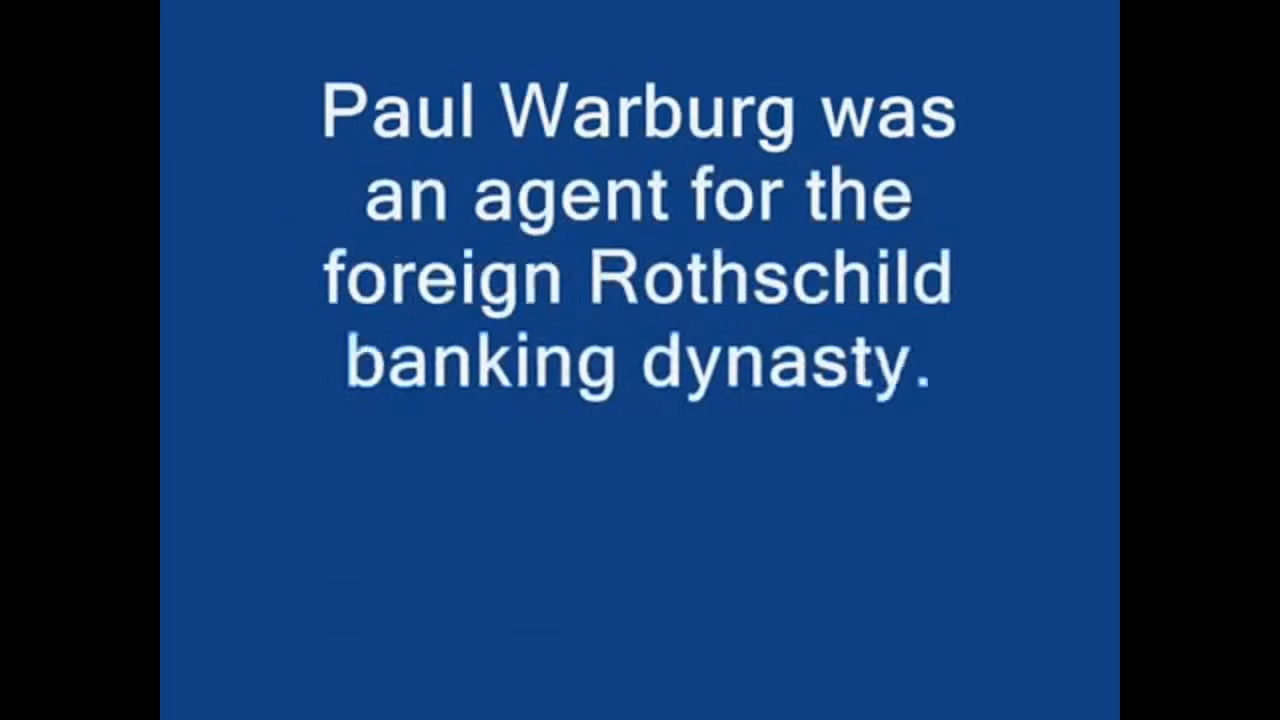 Paul Warburg was
an agent for the
foreign Rothschild
banking dynasty.